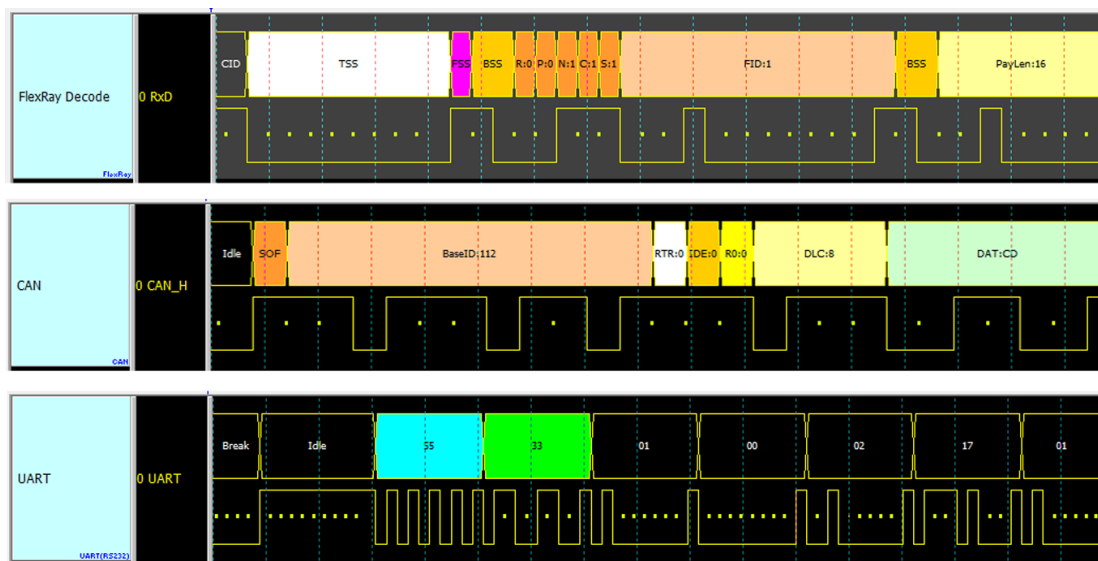 CID TSS FSS BSS R:0 P:0 N:1 C:1 S:1 FID:1 BSS PayLen:16
FlexRay Decode 0 RxD
FlexRay
Idle SOF BaseID:112 RTR:0 IDE:0 R0:0 DLC:8 DAT:CD
CAN 0 CAN_H
CAN
Break Idle 55 33 01 00 02 17 01
UART 0 UART
UART(RS232)